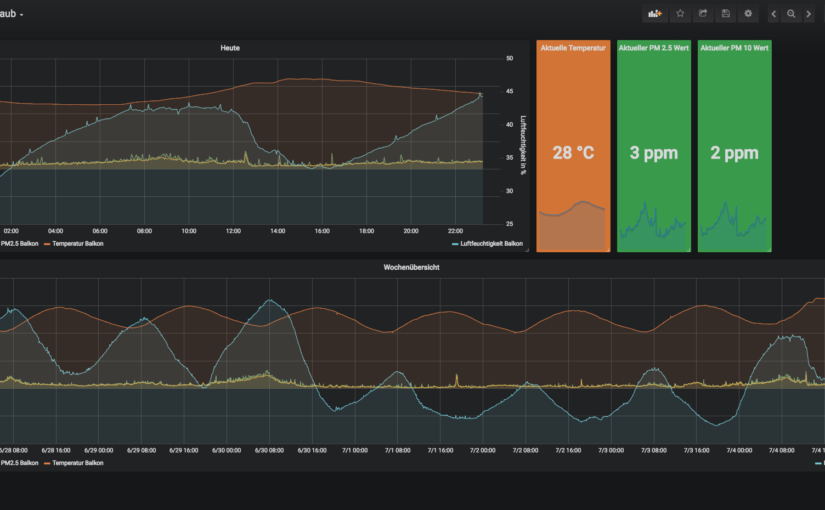 aub
Heute
50
45
40
35
30
25
Luftfeuchtigkeit in %
02:00 04:00 06:00 08:00 10:00 12:00 14:00 16:00 18:00 20:00 22:00
PM2.5 Balkon Temperatur Balkon Luftfeuchtigkeit Balkon
Aktuelle Temperatur
28 °C
Aktueller PM 2.5 Wert
3 ppm
Aktueller PM 10 Wert
2 ppm
Wochenübersicht
6/28 08:00 6/28 16:00 6/29 00:00 6/29 08:00 6/29 16:00 6/30 00:00 6/30 08:00 6/30 16:00 7/1 00:00 7/1 08:00 7/1 16:00 7/2 00:00 7/2 08:00 7/2 16:00 7/3 00:00 7/3 08:00 7/3 16:00 7/4 00:00 7/4 08:00 7/4 1
PM2.5 Balkon Temperatur Balkon